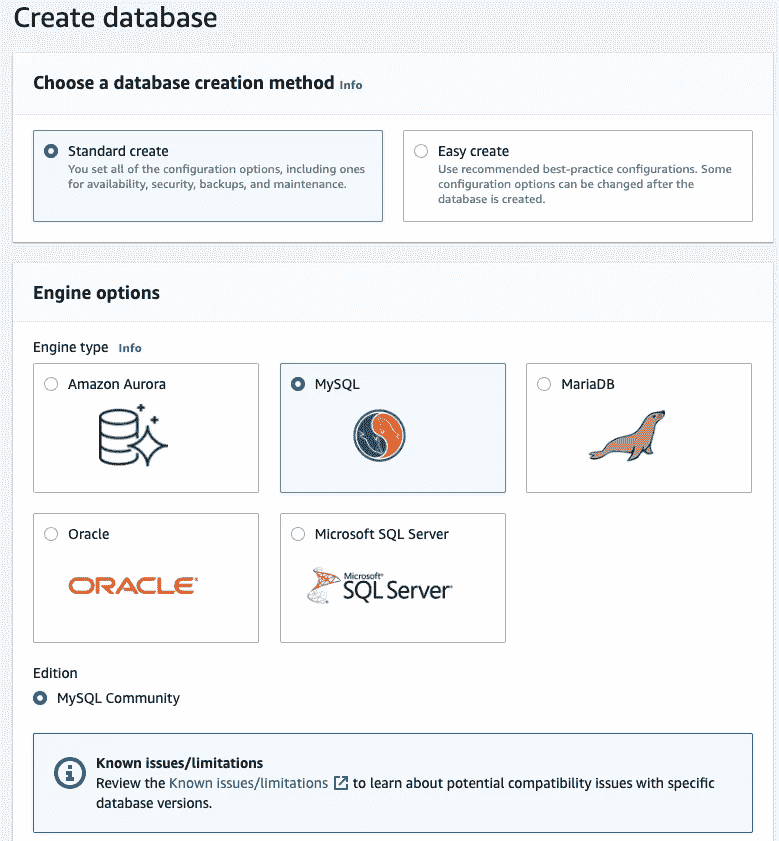 Create database
Choose a database creation method Info
Standard create
You set all of the configuration options, including ones
for availability, security, backups, and maintenance.
Easy create
Use recommended best-practice configurations. Some
configuration options can be changed after the
database is created.
Engine options
Engine type Info
Amazon Aurora
MySQL
MariaDB
Oracle
ORACLE
Microsoft SQL Server
Microsoft®
SQL Server
Edition
MySQL Community
Known issues/limitations
Review the Known issues/limitations to learn about potential compatibility issues with specific
database versions.